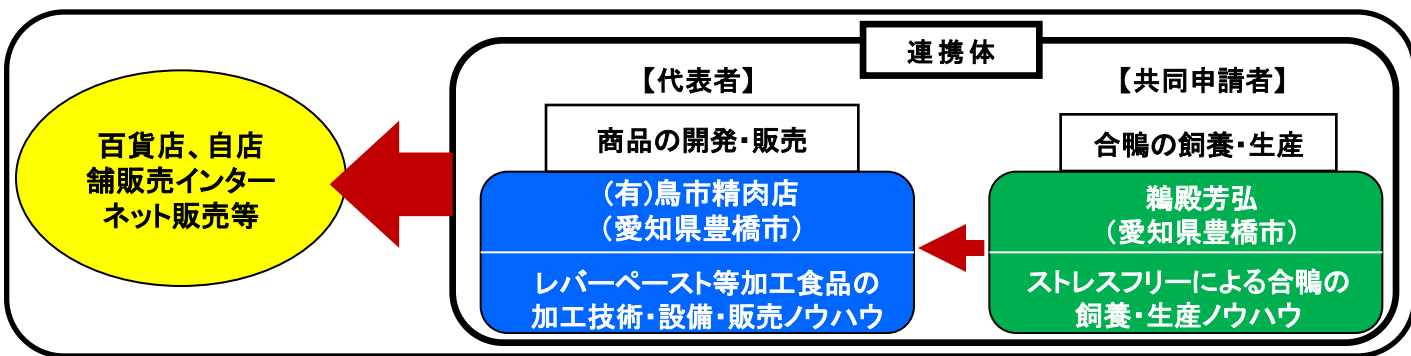 連携体
【代表者】
商品の開発・販売
(有)鳥市精肉店
(愛知県豊橋市)
レバーペースト等加工食品の
加工技術・設備・販売ノウハウ
【共同申請者】
合鴨の飼養・生産
鵜殿芳弘
(愛知県豊橋市)
ストレスフリーによる合鴨の
飼養・生産ノウハウ
百貨店、自店
舗販売インター
ネット販売等